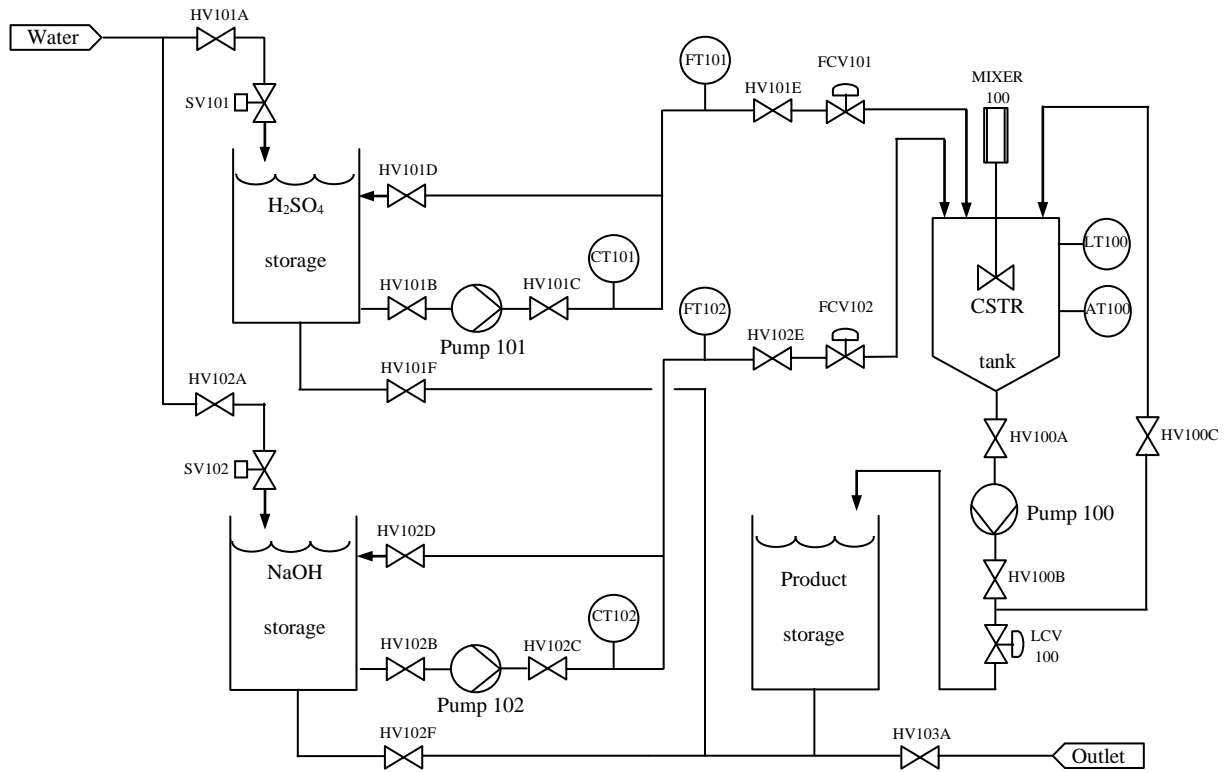 HV101A
Water
SV101
FT101
FCV101
HV101E
MIXER
100
HV101D
H₂SO₄
storage
CT101
HV101B
HV101C
Pump 101
HV101F
LT100
AT100
CSTR
tank
FT102
FCV102
HV102E
HV102A
SV102
HV100A
HV100C
Pump 100
HV100B
LCV
100
HV102D
NaOH
storage
CT102
HV102B
HV102C
Pump 102
HV102F
Product
storage
HV103A
Outlet